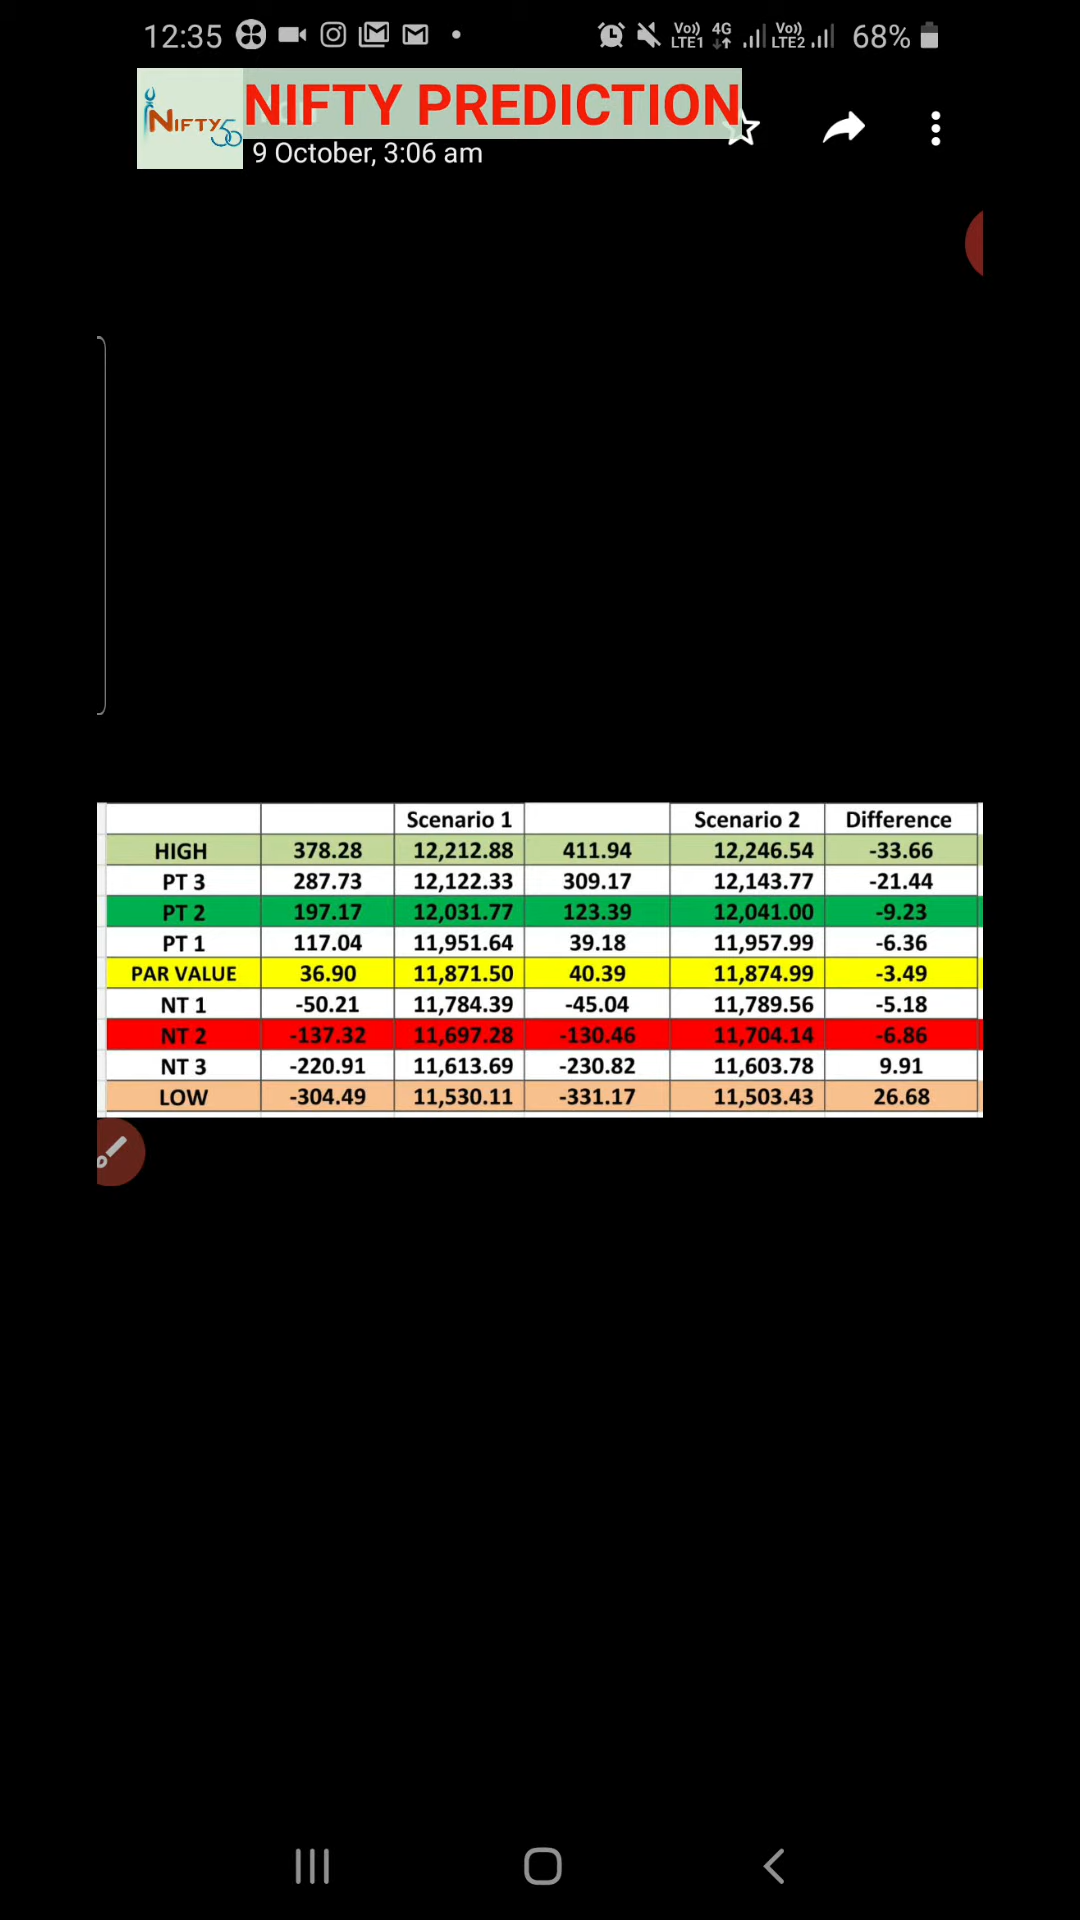 12:35 Vo)) LTE1 4G Vo)) LTE2 68%
NIFTY50 NIFTY PREDICTION
9 October, 3:06 am
Scenario 1 Scenario 2 Difference
HIGH 378.28 12,212.88 411.94 12,246.54 -33.66
PT 3 287.73 12,122.33 309.17 12,143.77 -21.44
PT 2 197.17 12,031.77 123.39 12,041.00 -9.23
PT 1 117.04 11,951.64 39.18 11,957.99 -6.36
PAR VALUE 36.90 11,871.50 40.39 11,874.99 -3.49
NT 1 -50.21 11,784.39 -45.04 11,789.56 -5.18
NT 2 -137.32 11,697.28 -130.46 11,704.14 -6.86
NT 3 -220.91 11,613.69 -230.82 11,603.78 9.91
LOW -304.49 11,530.11 -331.17 11,503.43 26.68